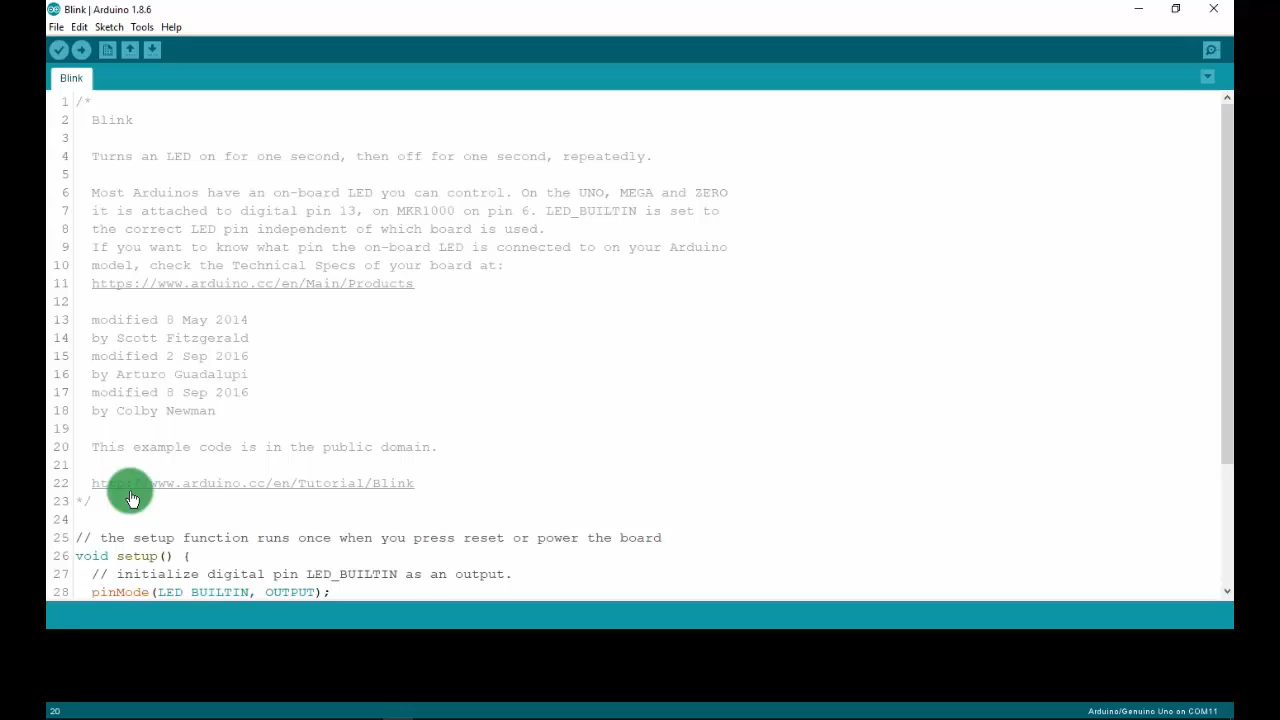 Blink | Arduino 1.8.6
File Edit Sketch Tools Help
Blink
1 /*
2 Blink
3
4 Turns an LED on for one second, then off for one second, repeatedly.
5
6 Most Arduinos have an on-board LED you can control. On the UNO, MEGA and ZERO
7 it is attached to digital pin 13, on MKR1000 on pin 6. LED_BUILTIN is set to
8 the correct LED pin independent of which board is used.
9 If you want to know what pin the on-board LED is connected to on your Arduino
10 model, check the Technical Specs of your board at:
11 https://www.arduino.cc/en/Main/Products
12
13 modified 8 May 2014
14 by Scott Fitzgerald
15 modified 2 Sep 2016
16 by Arturo Guadalupi
17 modified 8 Sep 2016
18 by Colby Newman
19
20 This example code is in the public domain.
21
22 http://www.arduino.cc/en/Tutorial/Blink
23 */
24
25 // the setup function runs once when you press reset or power the board
26 void setup() {
27 // initialize digital pin LED_BUILTIN as an output.
28 pinMode(LED_BUILTIN, OUTPUT);
20
Arduino/Genuino Uno on COM11